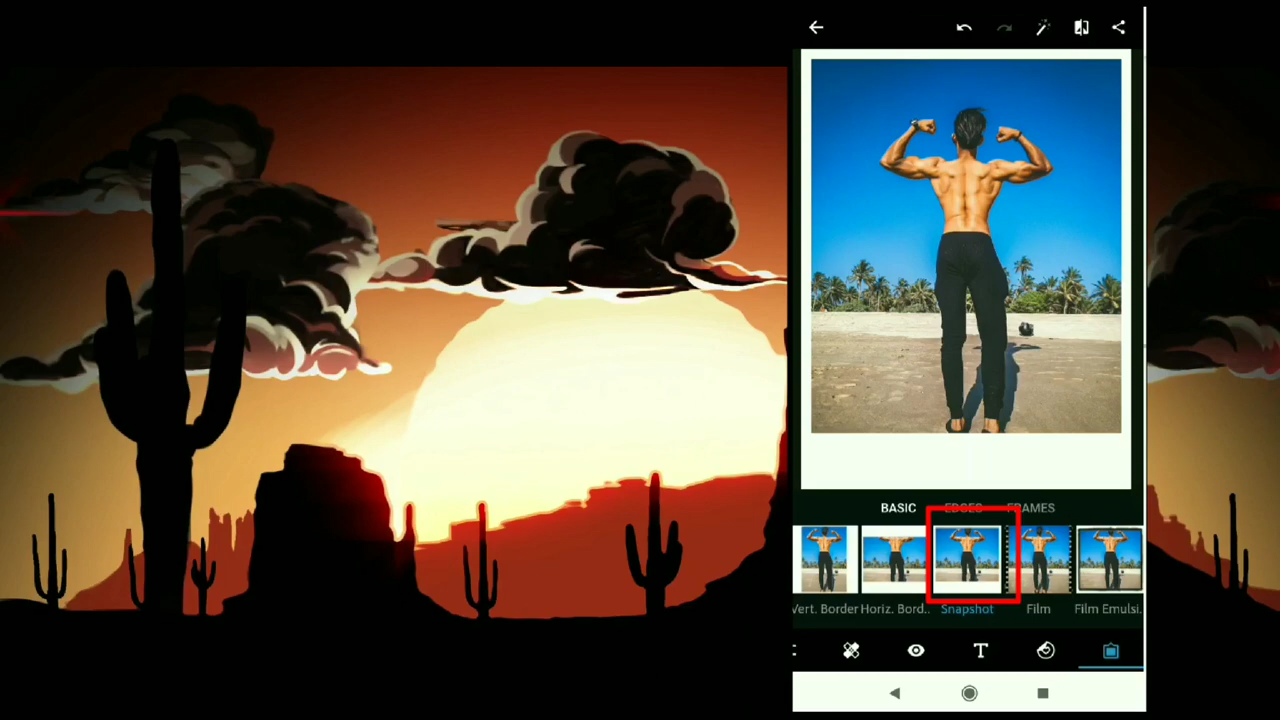 BASIC EDGES FRAMES
Vert. Border Horiz. Bord.. Snapshot Film Film Emulsi.
T